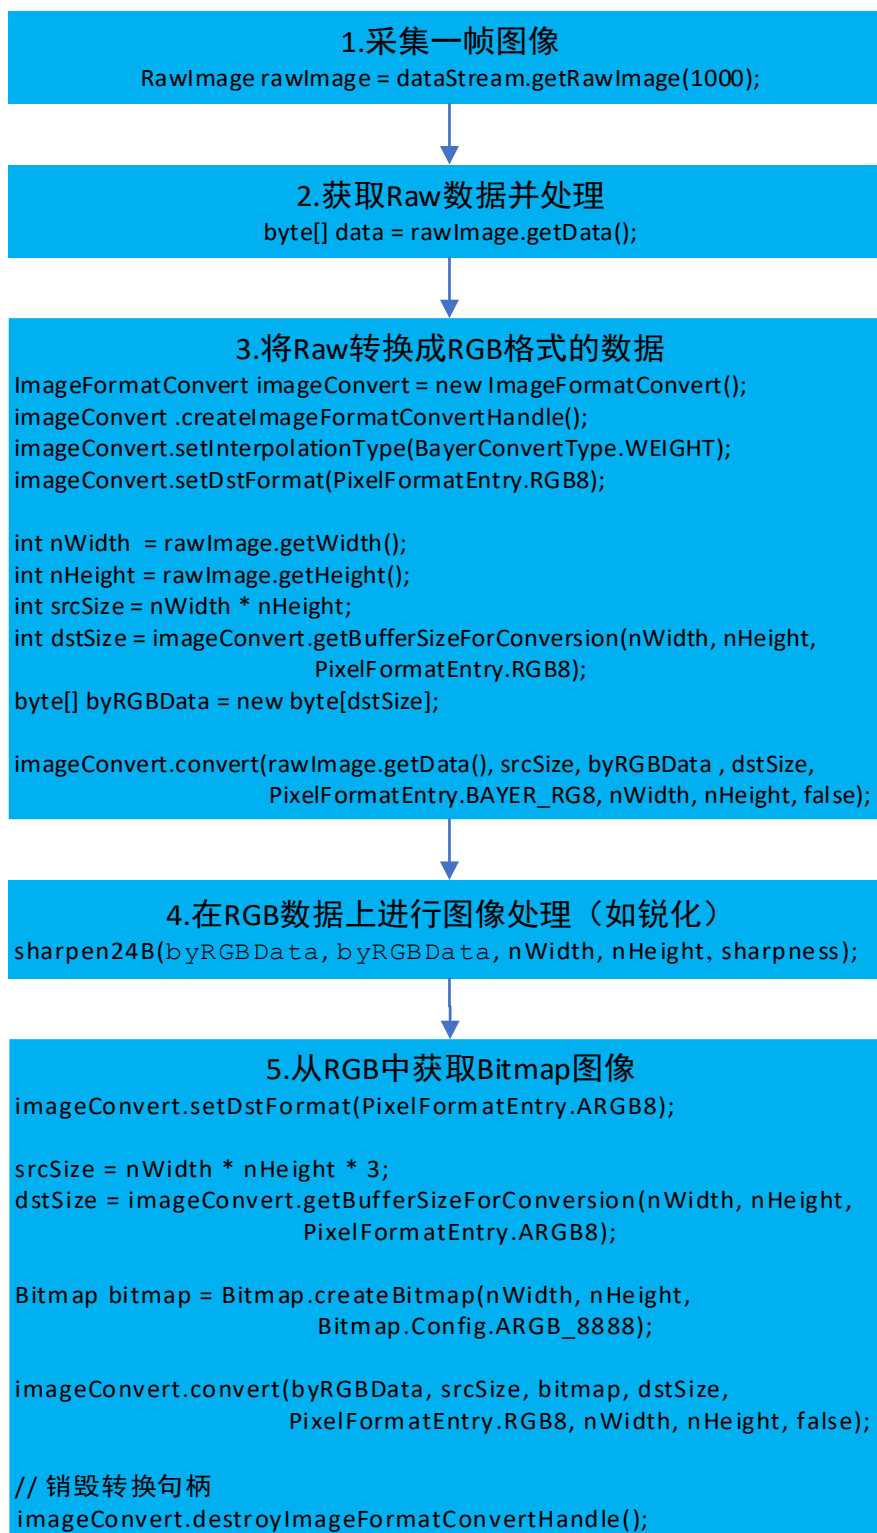 1.采集一帧图像
RawImage rawImage = dataStream.getRawImage(1000);
2.获取Raw数据并处理
byte[] data = rawImage.getData();
3.将Raw转换成RGB格式的数据
ImageFormatConvert imageConvert = new ImageFormatConvert();
imageConvert .createImageFormatConvertHandle();
imageConvert.setInterpolationType(BayerConvertType.WEIGHT);
imageConvert.setDstFormat(PixelFormatEntry.RGB8);
int nWidth  = rawImage.getWidth();
int nHeight = rawImage.getHeight();
int srcSize = nWidth * nHeight;
int dstSize = imageConvert.getBufferSizeForConversion(nWidth, nHeight,
PixelFormatEntry.RGB8);
byte[] byRGBData = new byte[dstSize];
imageConvert.convert(rawImage.getData(), srcSize, byRGBData , dstSize,
PixelFormatEntry.BAYER_RG8, nWidth, nHeight, false);
4.在RGB数据上进行图像处理（如锐化）
sharpen24B(byRGBData, byRGBData, nWidth, nHeight, sharpness);
5.从RGB中获取Bitmap图像
imageConvert.setDstFormat(PixelFormatEntry.ARGB8);
srcSize = nWidth * nHeight * 3;
dstSize = imageConvert.getBufferSizeForConversion(nWidth, nHeight,
PixelFormatEntry.ARGB8);
Bitmap bitmap = Bitmap.createBitmap(nWidth, nHeight,
Bitmap.Config.ARGB_8888);
imageConvert.convert(byRGBData, srcSize, bitmap, dstSize,
PixelFormatEntry.RGB8, nWidth, nHeight, false);
// 销毁转换句柄
imageConvert.destroyImageFormatConvertHandle();